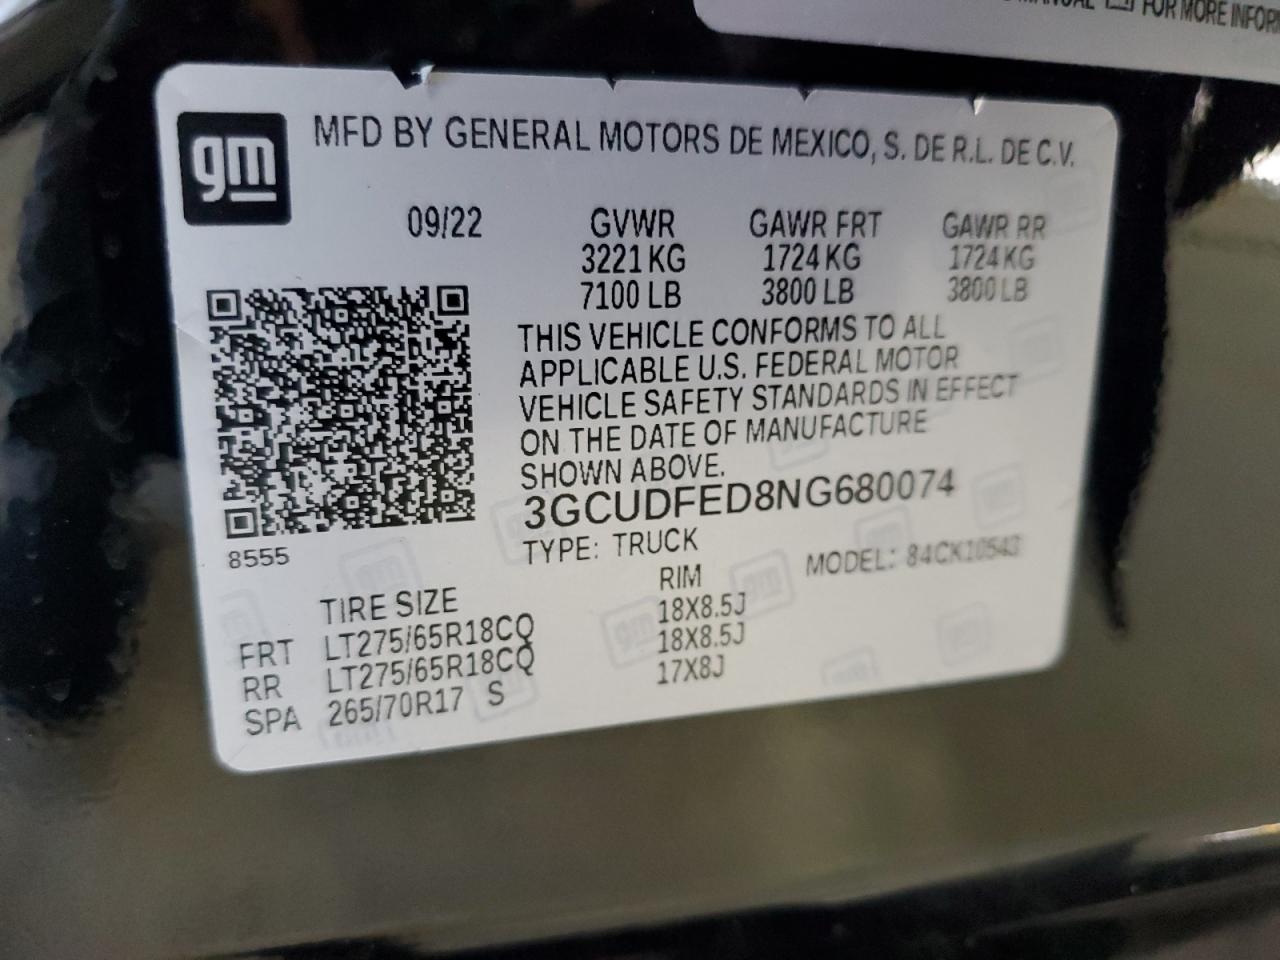 MANUAL FOR MORE INFOR
gm MFD BY GENERAL MOTORS DE MEXICO, S. DE R.L. DE C.V.
09/22 GVWR GAWR FRT GAWR RR
3221 KG 1724 KG 1724 KG
7100 LB 3800 LB 3800 LB
THIS VEHICLE CONFORMS TO ALL
APPLICABLE U.S. FEDERAL MOTOR
VEHICLE SAFETY STANDARDS IN EFFECT
ON THE DATE OF MANUFACTURE
SHOWN ABOVE.
3GCUDFED8NG680074
8555
TYPE: TRUCK MODEL: 84CK10543
TIRE SIZE RIM
FRT LT275/65R18CQ 18X8.5J
RR LT275/65R18CQ 18X8.5J
SPA 265/70R17 S 17X8J